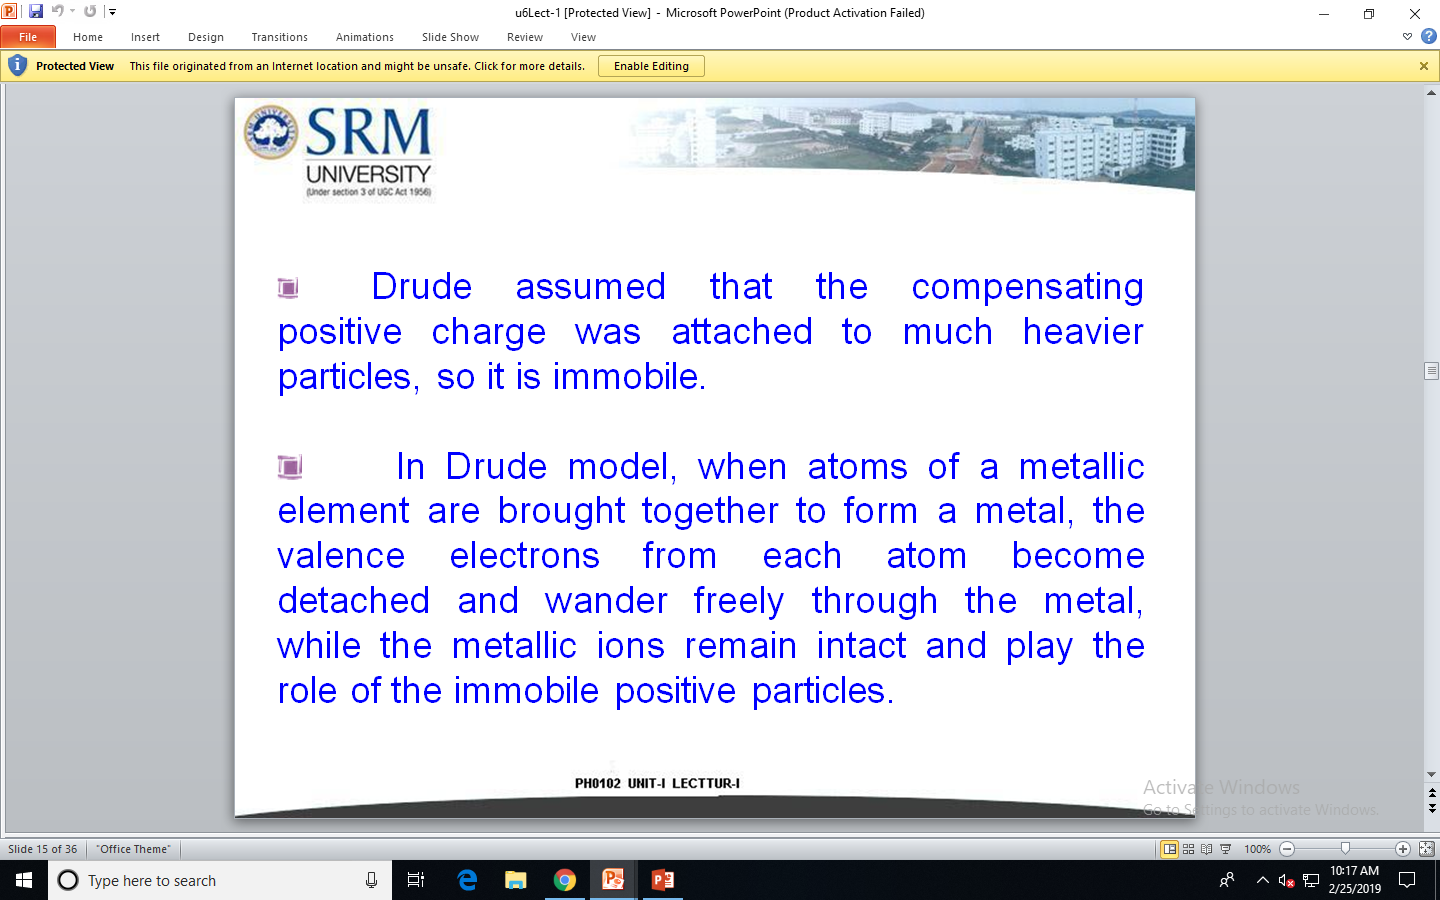 u6Lect-1 [Protected View] - Microsoft PowerPoint (Product Activation Failed)
File Home Insert Design Transitions Animations Slide Show Review View
Protected View This file originated from an Internet location and might be unsafe. Click for more details. Enable Editing
SRM
UNIVERSITY
(Under section 3 of UGC Act 1956)
Drude assumed that the compensating
positive charge was attached to much heavier
particles, so it is immobile.
In Drude model, when atoms of a metallic
element are brought together to form a metal, the
valence electrons from each atom become
detached and wander freely through the metal,
while the metallic ions remain intact and play the
role of the immobile positive particles.
PH0102 UNIT-I LECTTUR-I
Activate Windows
Go to Settings to activate Windows.
Slide 15 of 36 "Office Theme" 100%
Type here to search
10:17 AM
2/25/2019